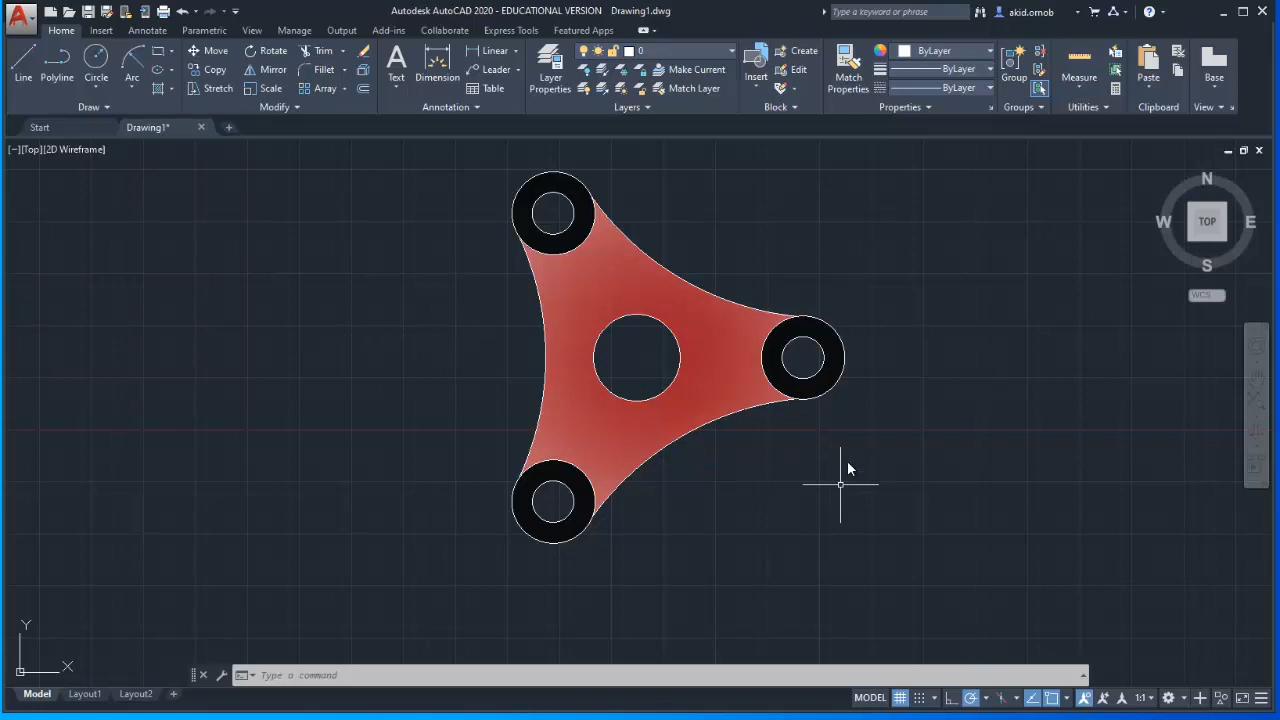 Autodesk AutoCAD 2020 - EDUCATIONAL VERSION Drawing1.dwg
Type a keyword or phrase
akid.omob
Home Insert Annotate Parametric View Manage Output Add-ins Collaborate Express Tools Featured Apps
Line Polyline Circle Arc
Move Rotate Trim
Copy Mirror Fillet
Stretch Scale Array
Text Dimension
Linear
Leader
Table
Layer
Properties
0
Make Current
Match Layer
Insert
Create
Edit
Match
Properties
ByLayer
ByLayer
ByLayer
Group
Measure
Paste
Base
Draw Modify Annotation Layers Block Properties Groups Utilities Clipboard View
Start Drawing1*
[−][Top][2D Wireframe]
N
W TOP E
S
WCS
Y
X
Type a command
Model Layout1 Layout2
MODEL 1:1